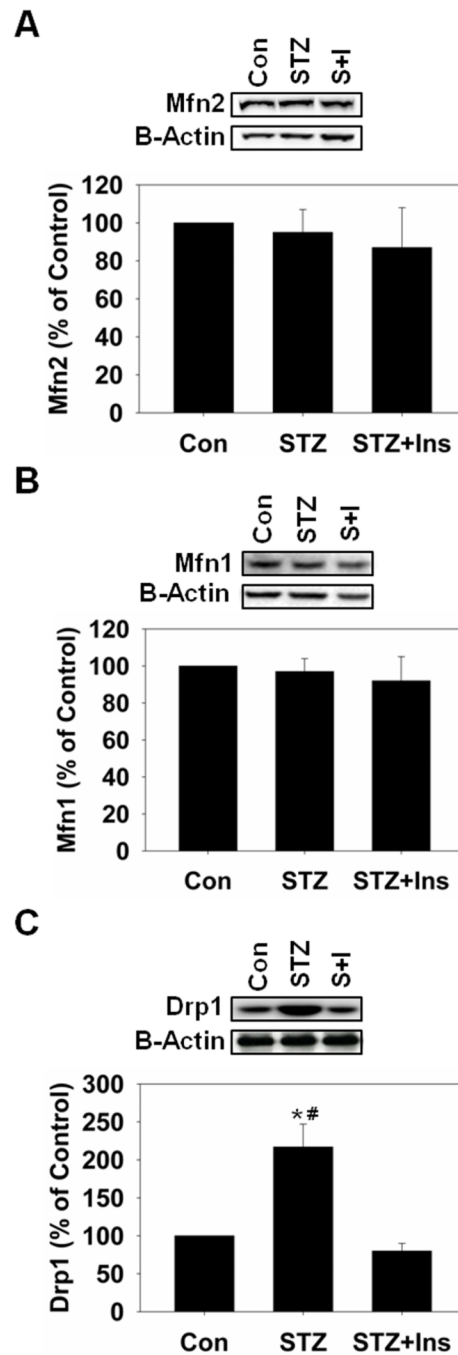 A
Con STZ S+I
Mfn2
B-Actin
Mfn2 (% of Control)
120
100
80
60
40
20
0
Con STZ STZ+Ins
B
Con STZ S+I
Mfn1
B-Actin
Mfn1 (% of Control)
120
100
80
60
40
20
0
Con STZ STZ+Ins
C
Con STZ S+I
Drp1
B-Actin
Drp1 (% of Control)
300
250
200
150
100
50
0
*#
Con STZ STZ+Ins